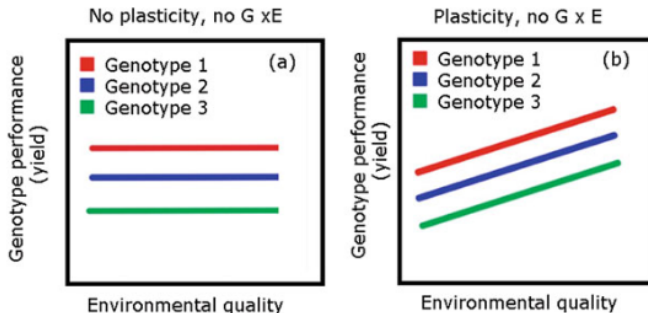 No plasticity, no G xE
(a)
Genotype 1
Genotype 2
Genotype 3
Genotype performance
(yield)
Environmental quality
Plasticity, no G x E
(b)
Genotype 1
Genotype 2
Genotype 3
Genotype performance
(yield)
Environmental quality